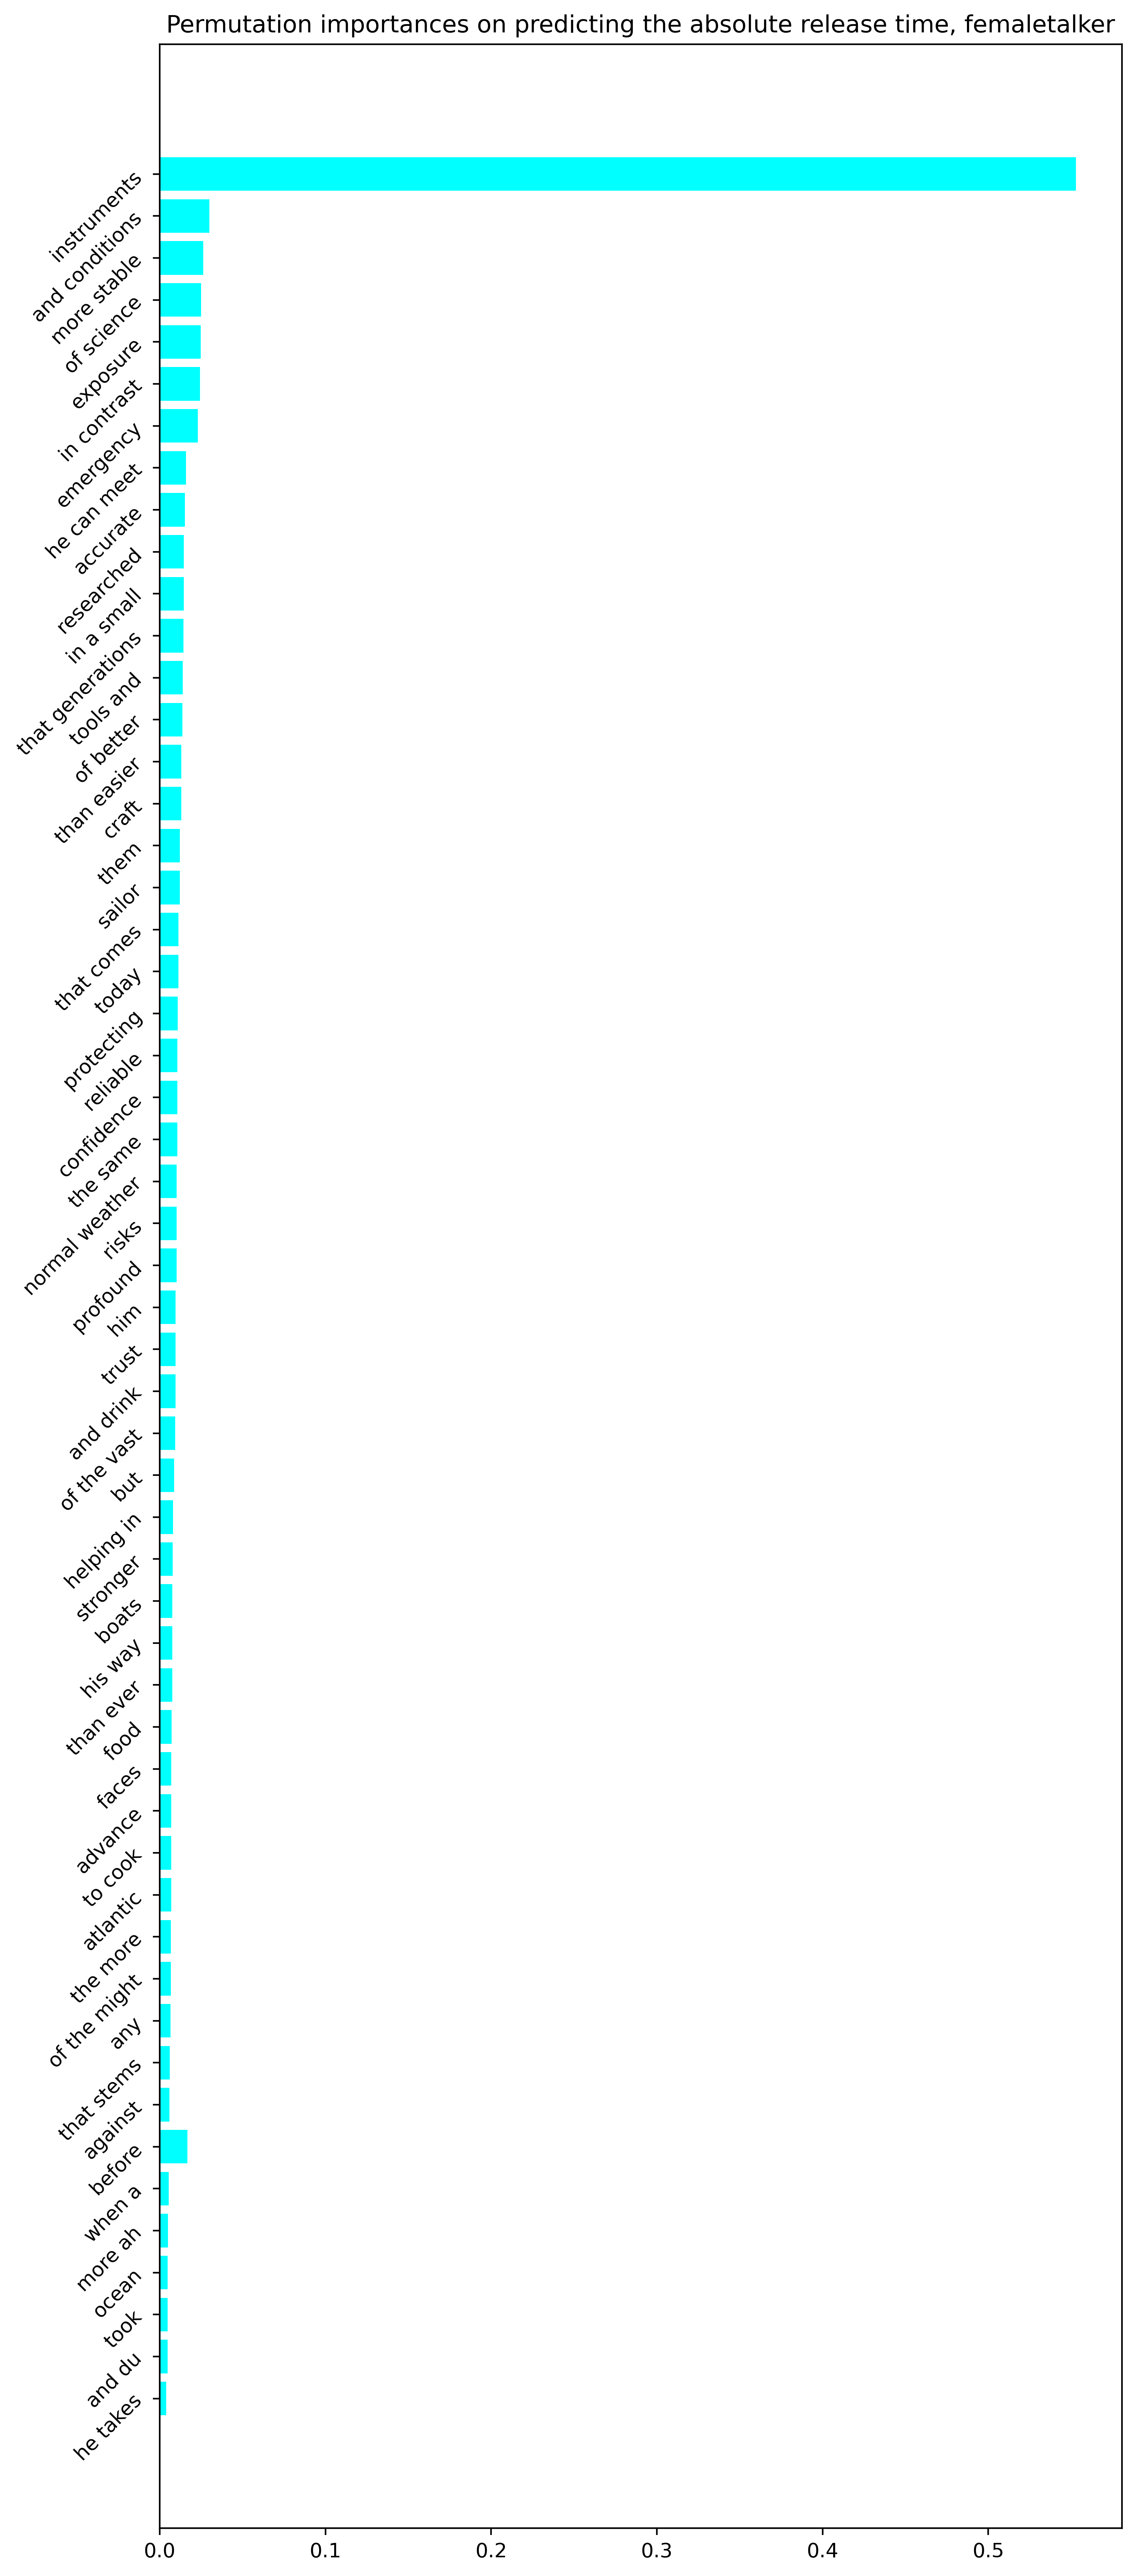 Permutation importances on predicting the absolute release time, femaletalker
instruments
and conditions
more stable
of science
exposure
in contrast
emergency
he can meet
accurate
researched
in a small
that generations
tools and
of better
than easier
craft
them
sailor
that comes
today
protecting
reliable
confidence
the same
normal weather
risks
profound
him
trust
and drink
of the vast
but
helping in
stronger
boats
his way
than ever
food
faces
advance
to cook
atlantic
the more
of the might
any
that stems
against
before
when a
more ah
ocean
took
and du
he takes
0.0 0.1 0.2 0.3 0.4 0.5